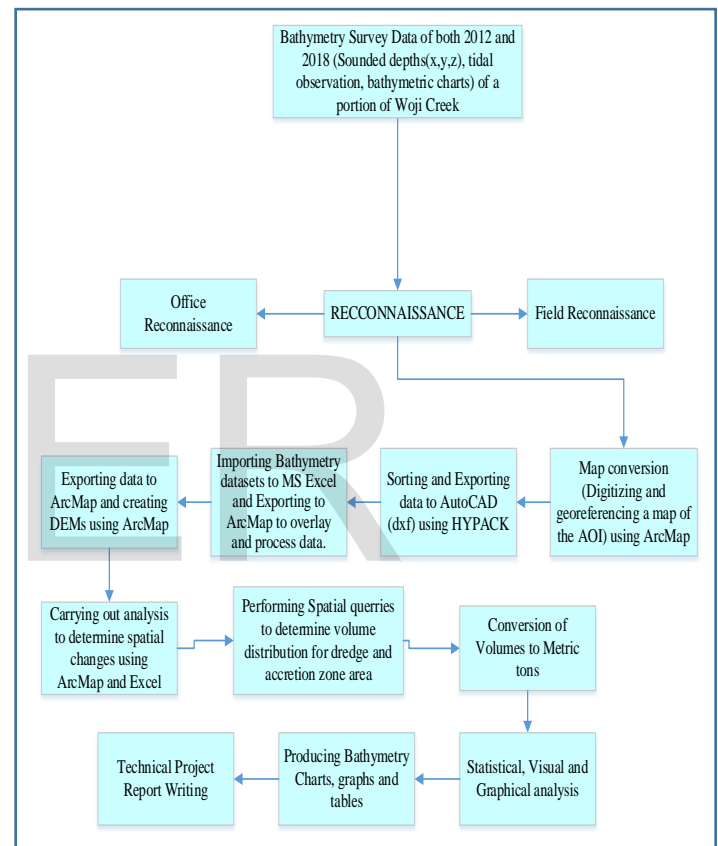 Bathymetry Survey Data of both 2012 and
2018 (Sounded depths(x,y,z), tidal
observation, bathymetric charts) of a
portion of Woji Creek
Office
Reconnaissance
RECCONNAISSANCE
Field Reconnaissance
Map conversion
(Digitizing and
georeferencing a map of
the AOI) using ArcMap
Sorting and Exporting
data to AutoCAD
(dxf) using HYPACK
Importing Bathymetry
datasets to MS Excel
and Exporting to
ArcMap to overlay
and process data.
Exporting data to
ArcMap and creating
DEMs using ArcMap
Carrying out analysis
to determine spatial
changes using
ArcMap and Excel
Performing Spatial querries
to determine volume
distribution for dredge and
accretion zone area
Conversion of
Volumes to Metric
tons
Statistical, Visual and
Graphical analysis
Producing Bathymetry
Charts, graphs and
tables
Technical Project
Report Writing
ER